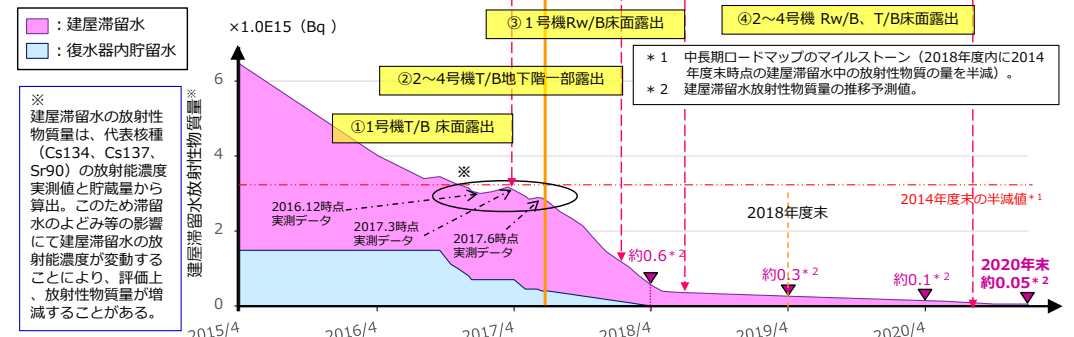 ：建屋滞留水
：復水器内貯留水
×1.0E15（Bq ）
③１号機Rw/B床面露出
④2～4号機 Rw/B、T/B床面露出
②2～4号機T/B地下階一部露出
①1号機T/B 床面露出
＊１ 中長期ロードマップのマイルストーン（2018年度内に2014
年度末時点の建屋滞留水中の放射性物質の量を半減）。
＊２ 建屋滞留水放射性物質量の推移予測値。
※
建屋滞留水の放射性
物質量は、代表核種
（Cs134、Cs137、
Sr90）の放射能濃度
実測値と貯蔵量から
算出。このため滞留
水のよどみ等の影響
にて建屋滞留水の放
射能濃度が変動する
ことにより、評価上
、放射性物質量が増
減することがある。
建屋滞留水放射性物質量※
6
4
2
0
※
2016.12時点
実測データ
2017.3時点
実測データ
2017.6時点
実測データ
2014年度末の半減値＊１
2018年度末
約0.6＊２
約0.3＊２
約0.1＊２
2020年末
約0.05＊２
2015/4
2016/4
2017/4
2018/4
2019/4
2020/4